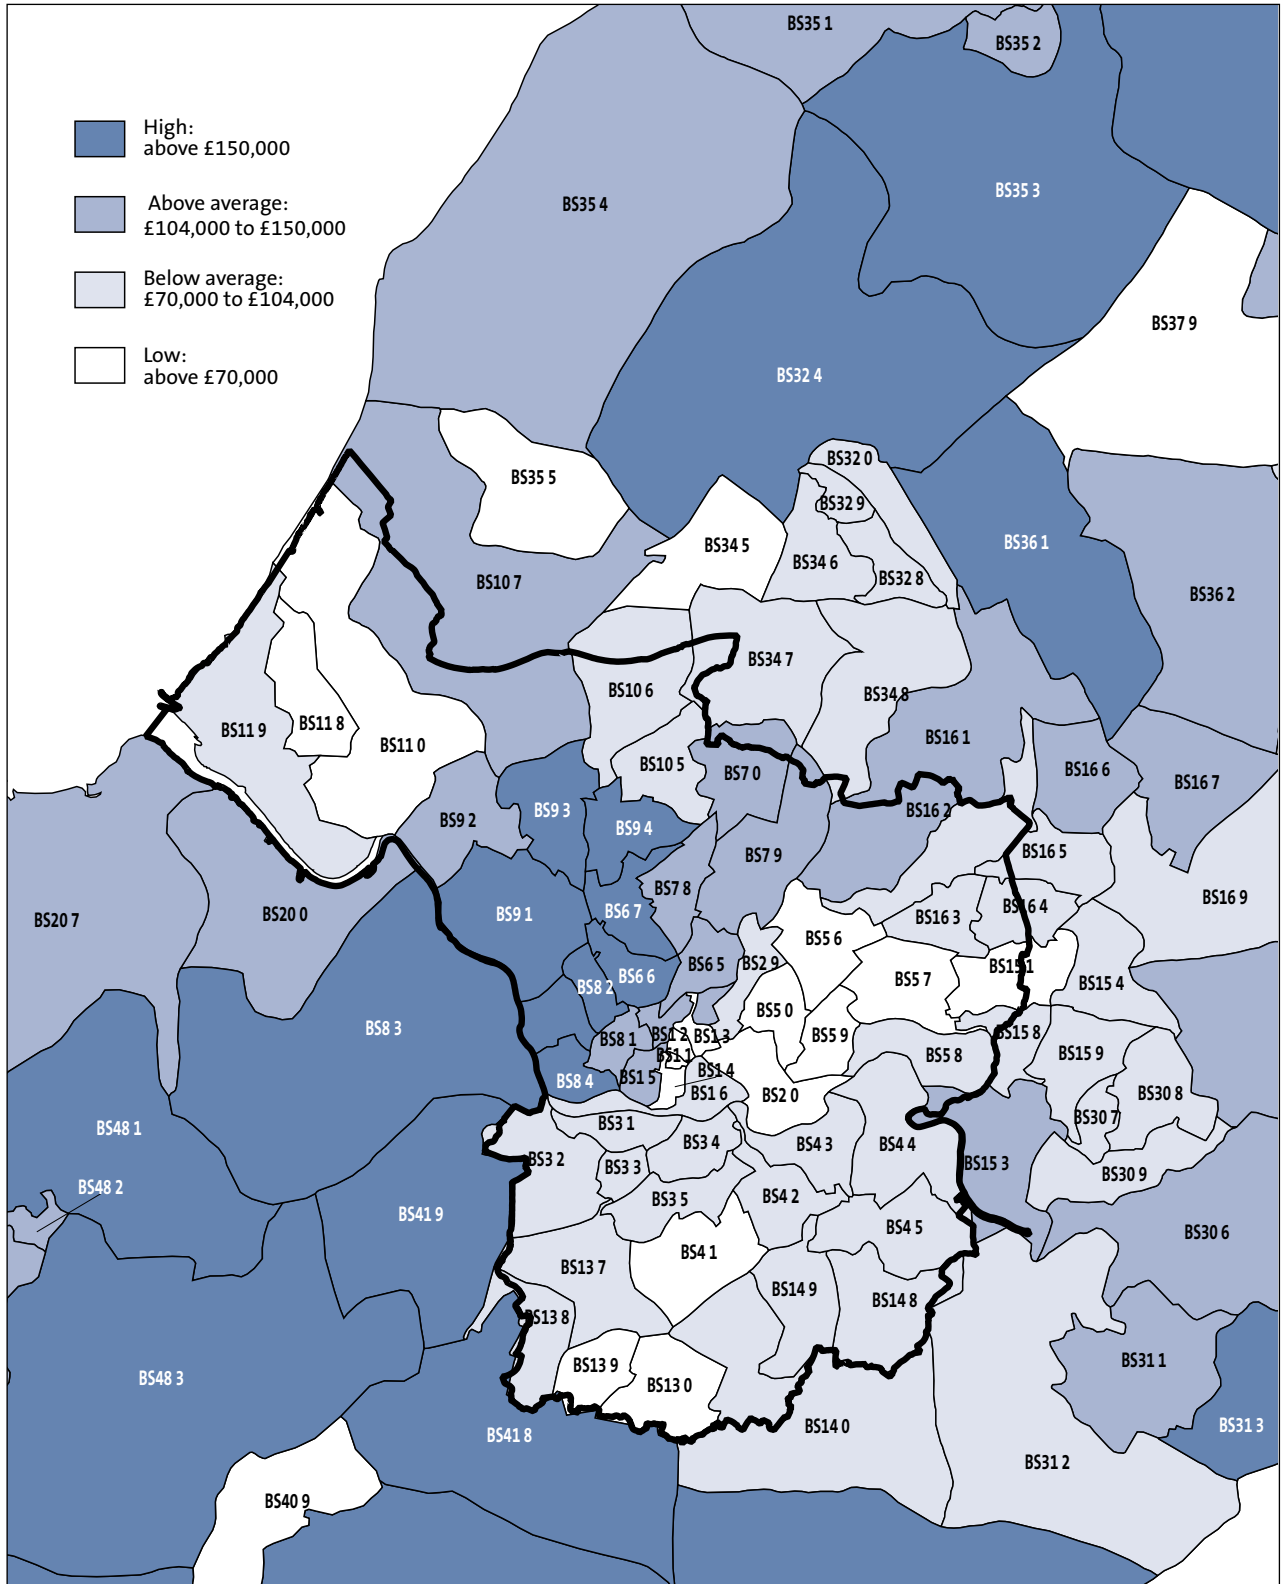 BS35 1
BS35 2
High:
above £150,000
BS35 3
Above average:
£104,000 to £150,000
BS35 4
Below average:
£70,000 to £104,000
BS37 9
Low:
above £70,000
BS32 4
BS32 0
BS35 5
BS32 9
BS34 5
BS36 1
BS34 6
BS32 8
BS10 7
BS36 2
BS34 7
BS10 6
BS34 8
BS11 8
BS11 9
BS11 0
BS16 1
BS10 5
BS7 0
BS16 6
BS16 7
BS9 3
BS16 2
BS9 2
BS9 4
BS16 5
BS7 9
BS7 8
BS16 9
BS16 4
BS6 7
BS9 1
BS20 0
BS16 3
BS20 7
BS5 6
BS6 5
BS2 9
BS15 1
BS6 6
BS5 7
BS8 2
BS15 4
BS5 0
BS8 3
BS1 2
BS1 3
BS5 9
BS15 8
BS8 1
BS1 1
BS5 8
BS15 9
BS1 4
BS1 5
BS8 4
BS1 6
BS2 0
BS30 8
BS30 7
BS3 1
BS48 1
BS3 4
BS4 3
BS4 4
BS3 2
BS3 3
BS15 3
BS30 9
BS48 2
BS3 5
BS4 2
BS41 9
BS4 5
BS30 6
BS4 1
BS13 7
BS14 9
BS14 8
BS13 8
BS31 1
BS13 9
BS48 3
BS13 0
BS31 3
BS14 0
BS41 8
BS31 2
BS40 9